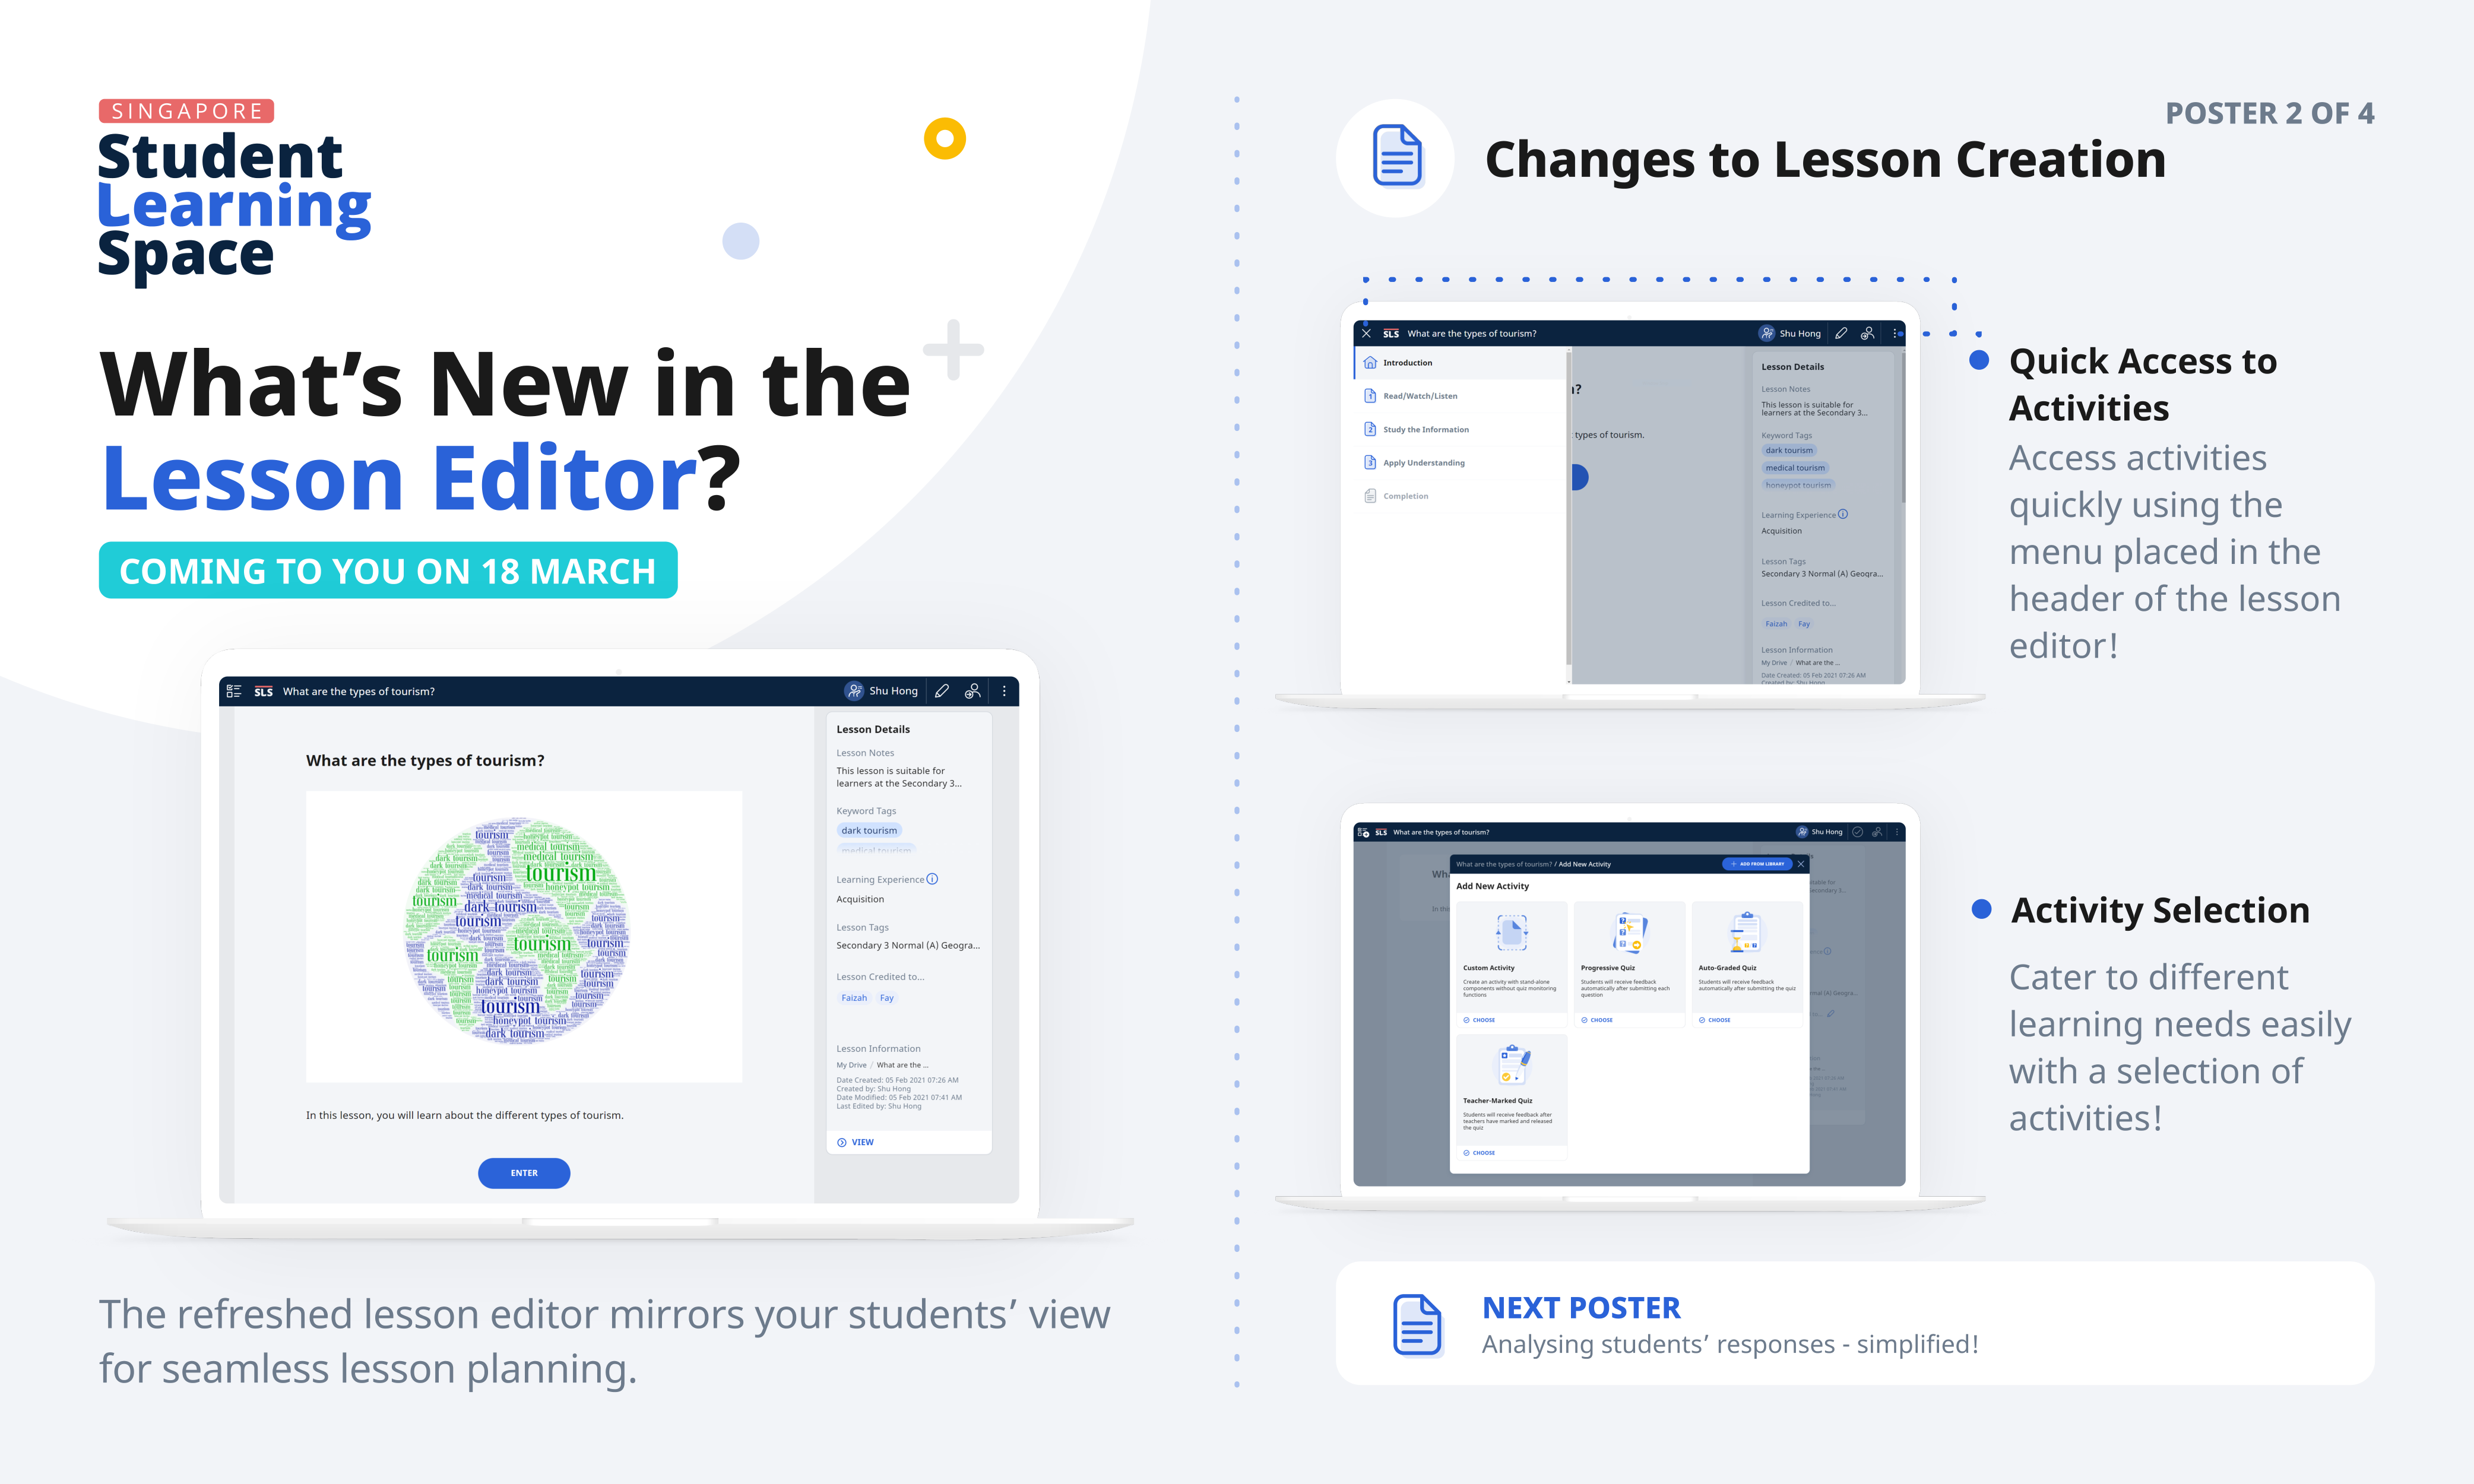 SINGAPORE
Student
Learning
Space
What’s New in the
Lesson Editor?
COMING TO YOU ON 18 MARCH
SLS What are the types of tourism? Shu Hong
What are the types of tourism?
tourism
medical tourism
dark tourism
honeypot tourism
In this lesson, you will learn about the different types of tourism.
ENTER
Lesson Details
Lesson Notes
This lesson is suitable for
learners at the Secondary 3...
Keyword Tags
dark tourism
medical tourism
Learning Experience
Acquisition
Lesson Tags
Secondary 3 Normal (A) Geogra...
Lesson Credited to...
Faizah Fay
Lesson Information
My Drive / What are the ...
Date Created: 05 Feb 2021 07:26 AM
Created by: Shu Hong
Date Modified: 05 Feb 2021 07:41 AM
Last Edited by: Shu Hong
VIEW
The refreshed lesson editor mirrors your students’ view
for seamless lesson planning.
POSTER 2 OF 4
Changes to Lesson Creation
SLS What are the types of tourism? Shu Hong
Introduction
1 Read/Watch/Listen
2 Study the Information
3 Apply Understanding
Completion
?
types of tourism.
Lesson Details
Lesson Notes
This lesson is suitable for
learners at the Secondary 3...
Keyword Tags
dark tourism
medical tourism
honeypot tourism
Learning Experience
Acquisition
Lesson Tags
Secondary 3 Normal (A) Geogra...
Lesson Credited to...
Faizah Fay
Lesson Information
My Drive / What are the ...
Date Created: 05 Feb 2021 07:26 AM
Created by: Shu Hong
Quick Access to
Activities
Access activities
quickly using the
menu placed in the
header of the lesson
editor!
SLS What are the types of tourism? Shu Hong
What are the types of tourism? / Add New Activity
ADD FROM LIBRARY
Add New Activity
Custom Activity
Create an activity with stand-alone
components without quiz monitoring
functions
CHOOSE
Progressive Quiz
Students will receive feedback
automatically after submitting each
question
CHOOSE
Auto-Graded Quiz
Students will receive feedback
automatically after submitting the quiz
CHOOSE
Teacher-Marked Quiz
Students will receive feedback after
teachers have marked and released
the quiz
CHOOSE
Activity Selection
Cater to different
learning needs easily
with a selection of
activities!
NEXT POSTER
Analysing students’ responses - simplified!